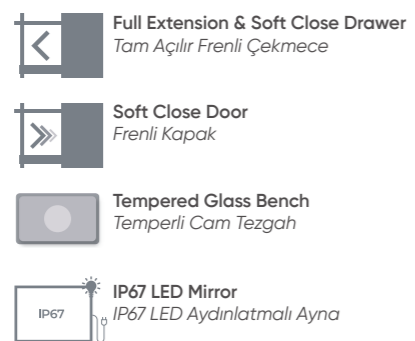 Full Extension & Soft Close Drawer
Tam Açılır Frenli Çekmece
Soft Close Door
Frenli Kapak
Tempered Glass Bench
Temperli Cam Tezgah
IP67 LED Mirror
IP67
IP67 LED Aydınlatmalı Ayna